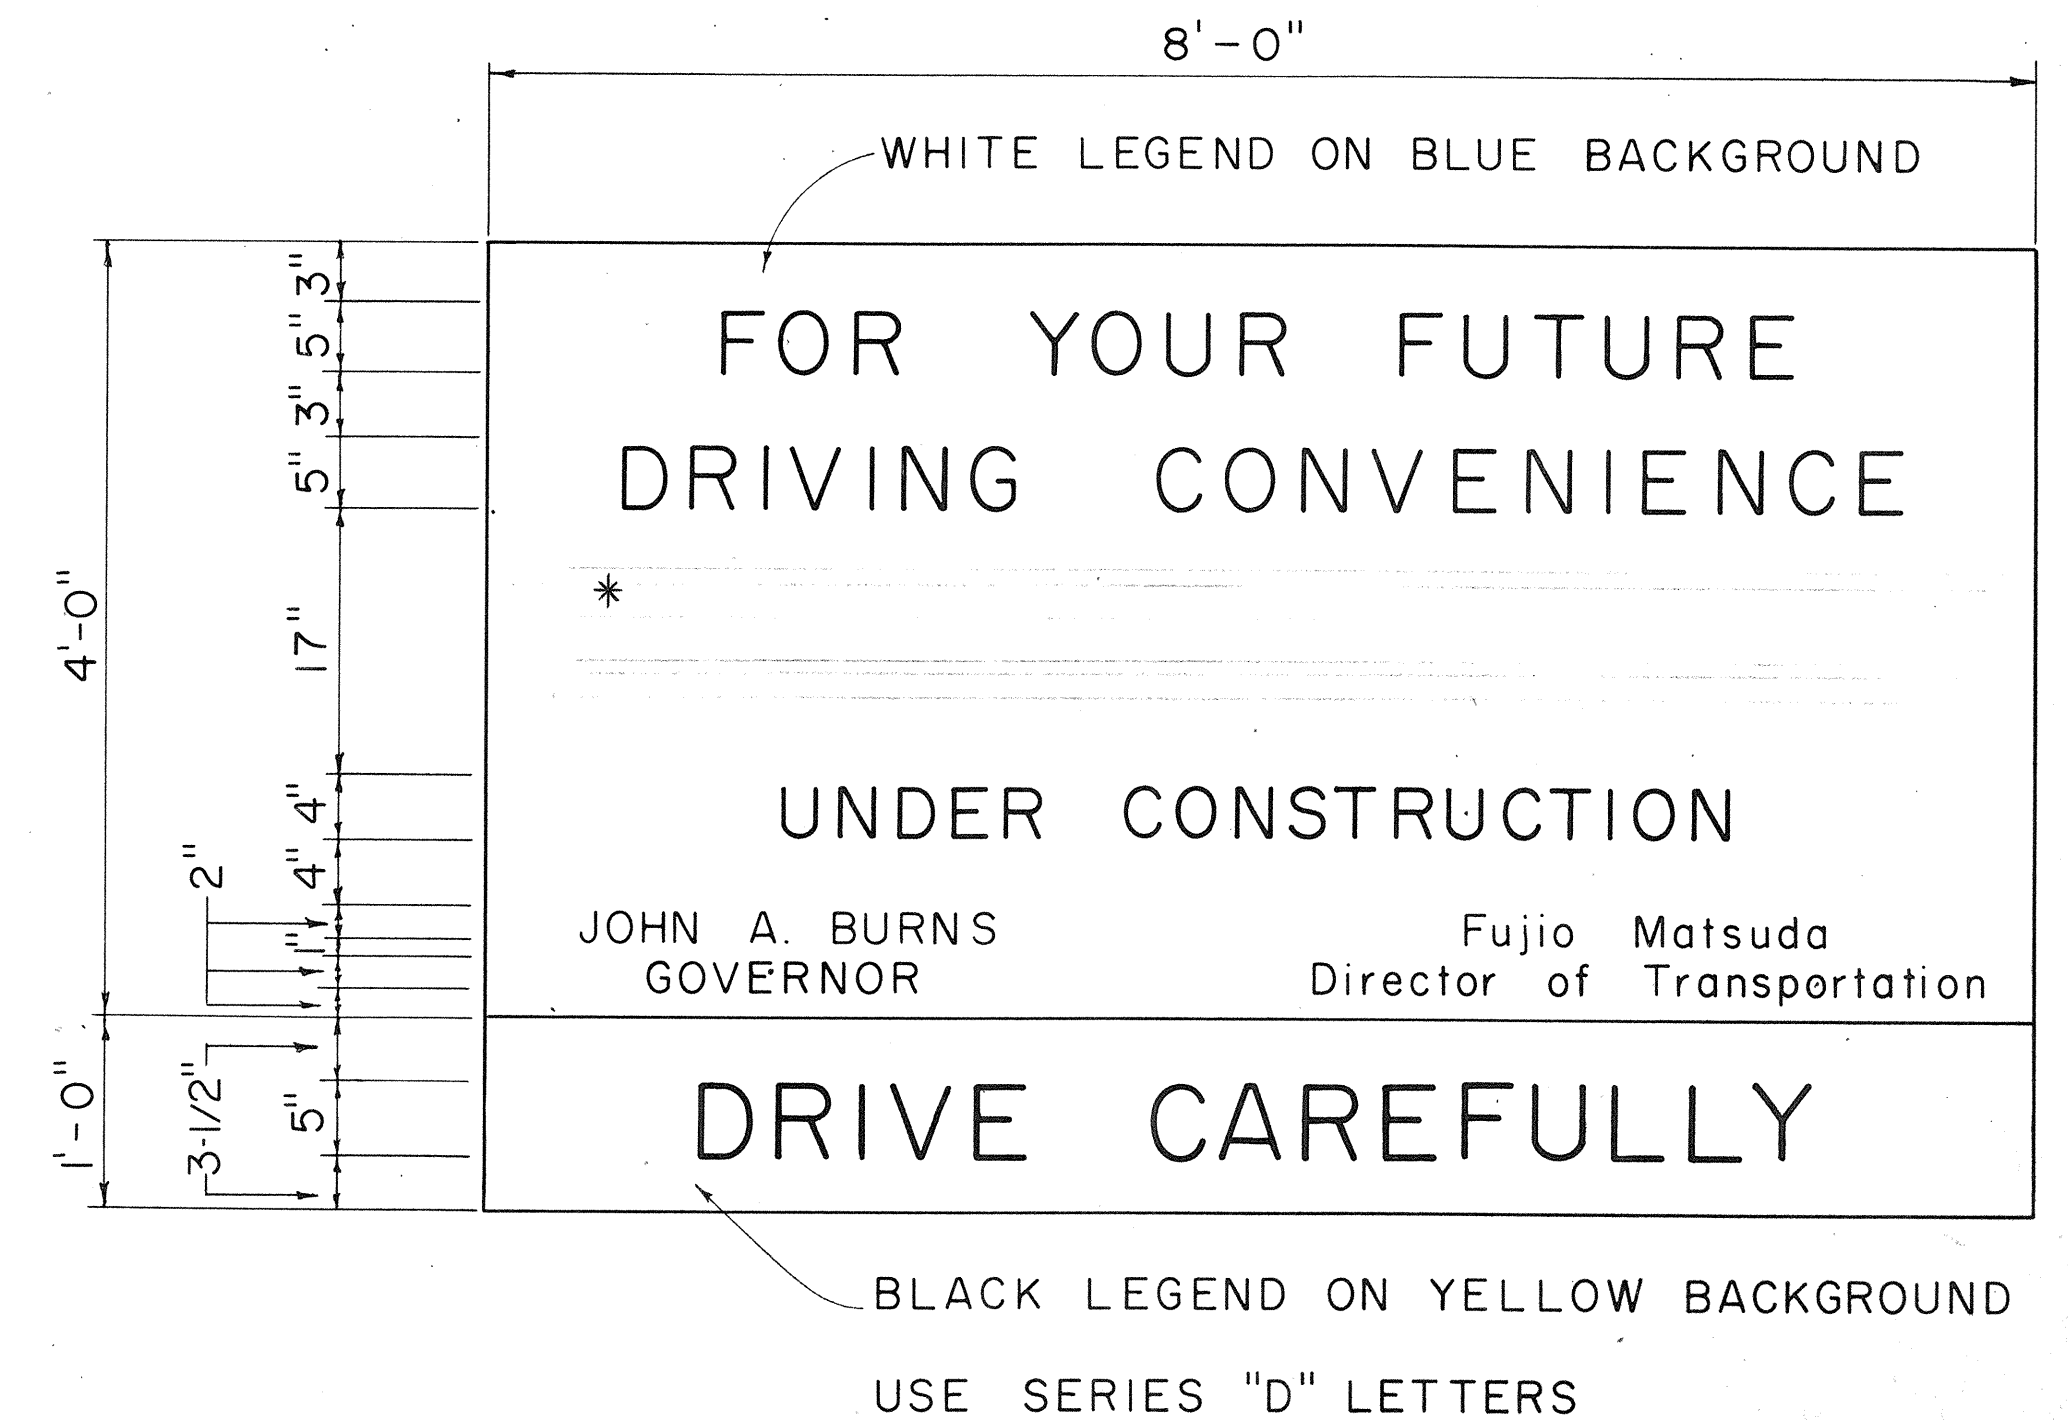 8'-0"
WHITE LEGEND ON BLUE BACKGROUND
3"
5"
3"
5"
17"
4"
4"
2"
1"
4'-0"
FOR YOUR FUTURE
DRIVING CONVENIENCE
*
UNDER CONSTRUCTION
JOHN A. BURNS
GOVERNOR
Fujio Matsuda
Director of Transportation
1'-0"
3-1/2"
5"
DRIVE CAREFULLY
BLACK LEGEND ON YELLOW BACKGROUND
USE SERIES "D" LETTERS